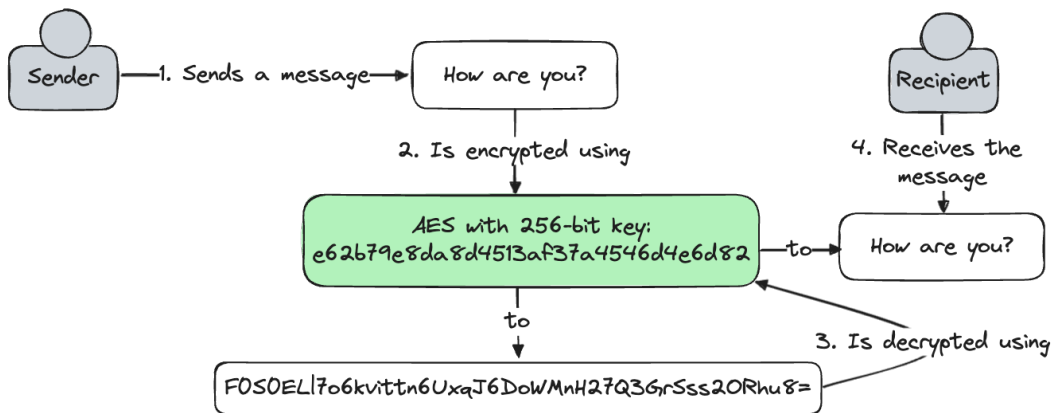 Sender
1. Sends a message
How are you?
Recipient
2. Is encrypted using
4. Receives the
message
AES with 256-bit key:
e62b79e8da8d4513af37a4546d4e6d82
to
How are you?
to
3. Is decrypted using
F0S0EL|7o6kvittn6UxqJ6DoWMnH27Q3GrSss2ORhu8=